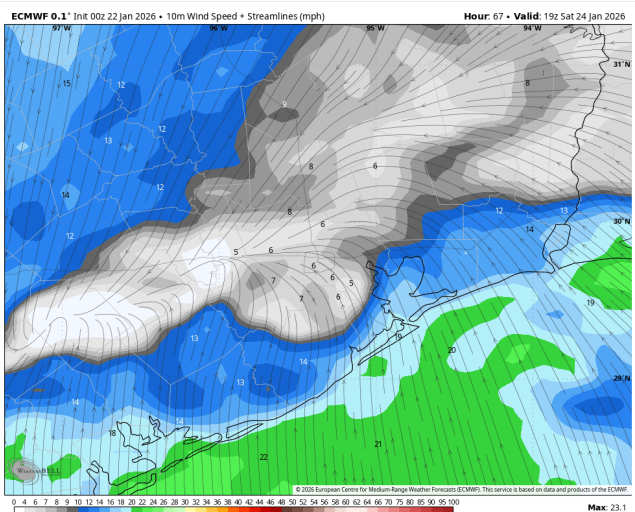 ECMWF 0.1° Init 00z 22 Jan 2026 • 10m Wind Speed + Streamlines (mph) Hour: 67 • Valid: 19z Sat 24 Jan 2026
97°W 96°W 95°W 94°W
31°N
15 12 9 8
12
13
8 6
14 12
8 12 13
30°N
12 6 14
5 6
6
7 6 5
7 6
19
13 19
20
14
13 29°N
14
18 21
22
WEATHERBELL
© 2026 European Centre for Medium-Range Weather Forecasts (ECMWF). This service is based on data and products of the ECMWF.
0 4 5 6 7 8 9 10 12 14 16 18 20 22 24 26 28 30 32 34 36 38 40 42 44 46 48 50 52 54 56 58 60 62 64 66 70 75 80 85 90 95 100
Max: 23.1